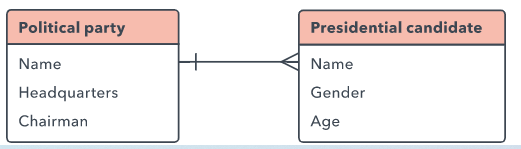 Political party
Name
Headquarters
Chairman
Presidential candidate
Name
Gender
Age